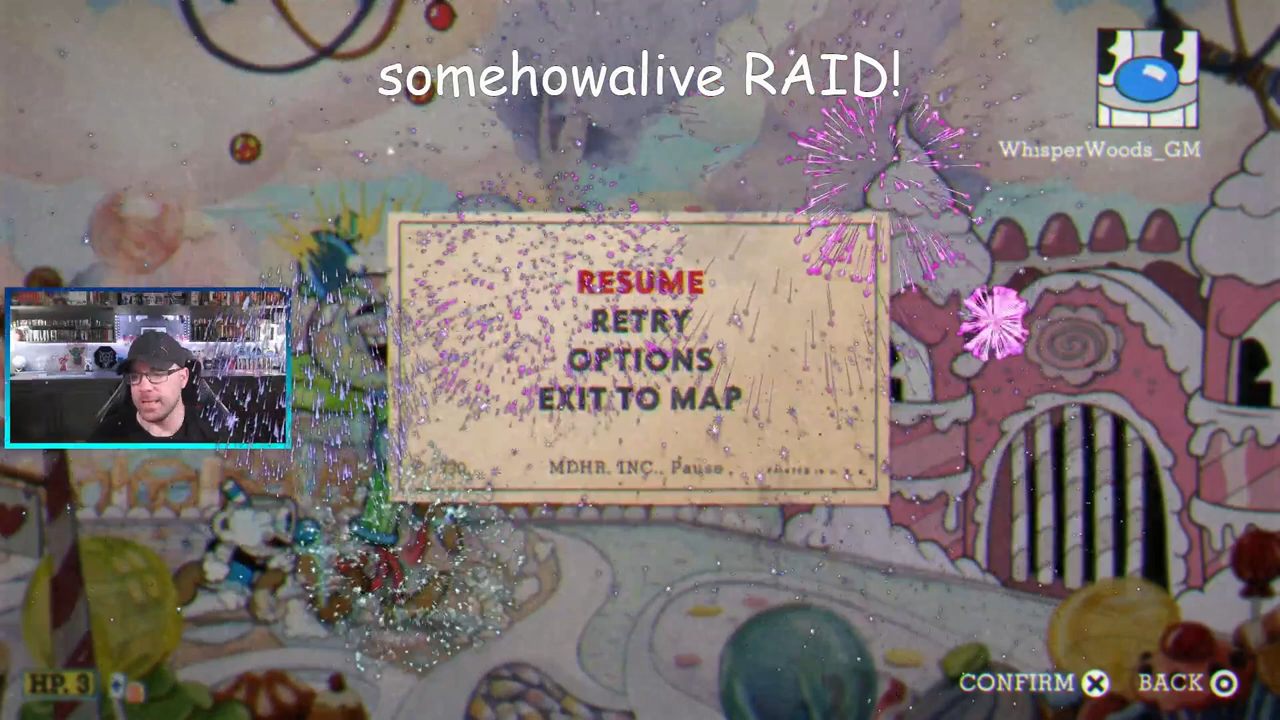 somehowalive RAID!
WhisperWoods_GM
RESUME
RETRY
OPTIONS
EXIT TO MAP
MDHR. INC.. Pause
HP. 3
CONFIRM
BACK